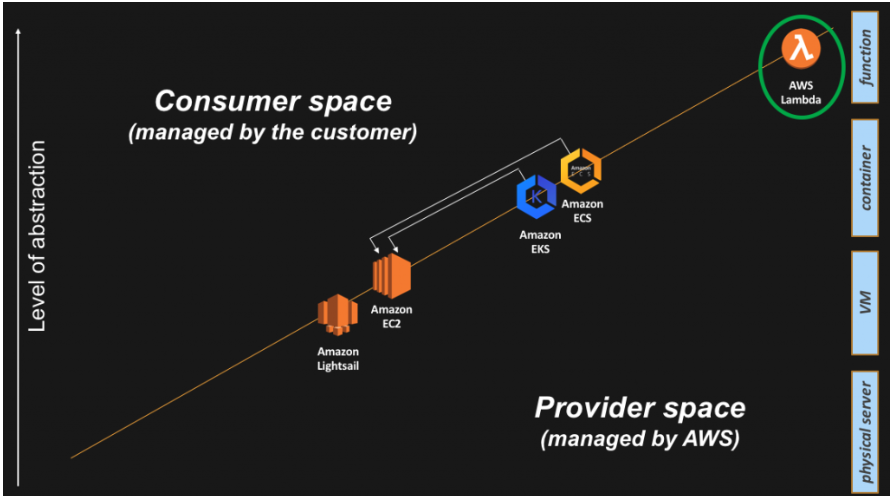 Level of abstraction
Consumer space
(managed by the customer)
AWS
Lambda
Amazon
E C S
Amazon
ECS
K
Amazon
EKS
Amazon
EC2
Amazon
Lightsail
Provider space
(managed by AWS)
function
container
VM
physical server
λ